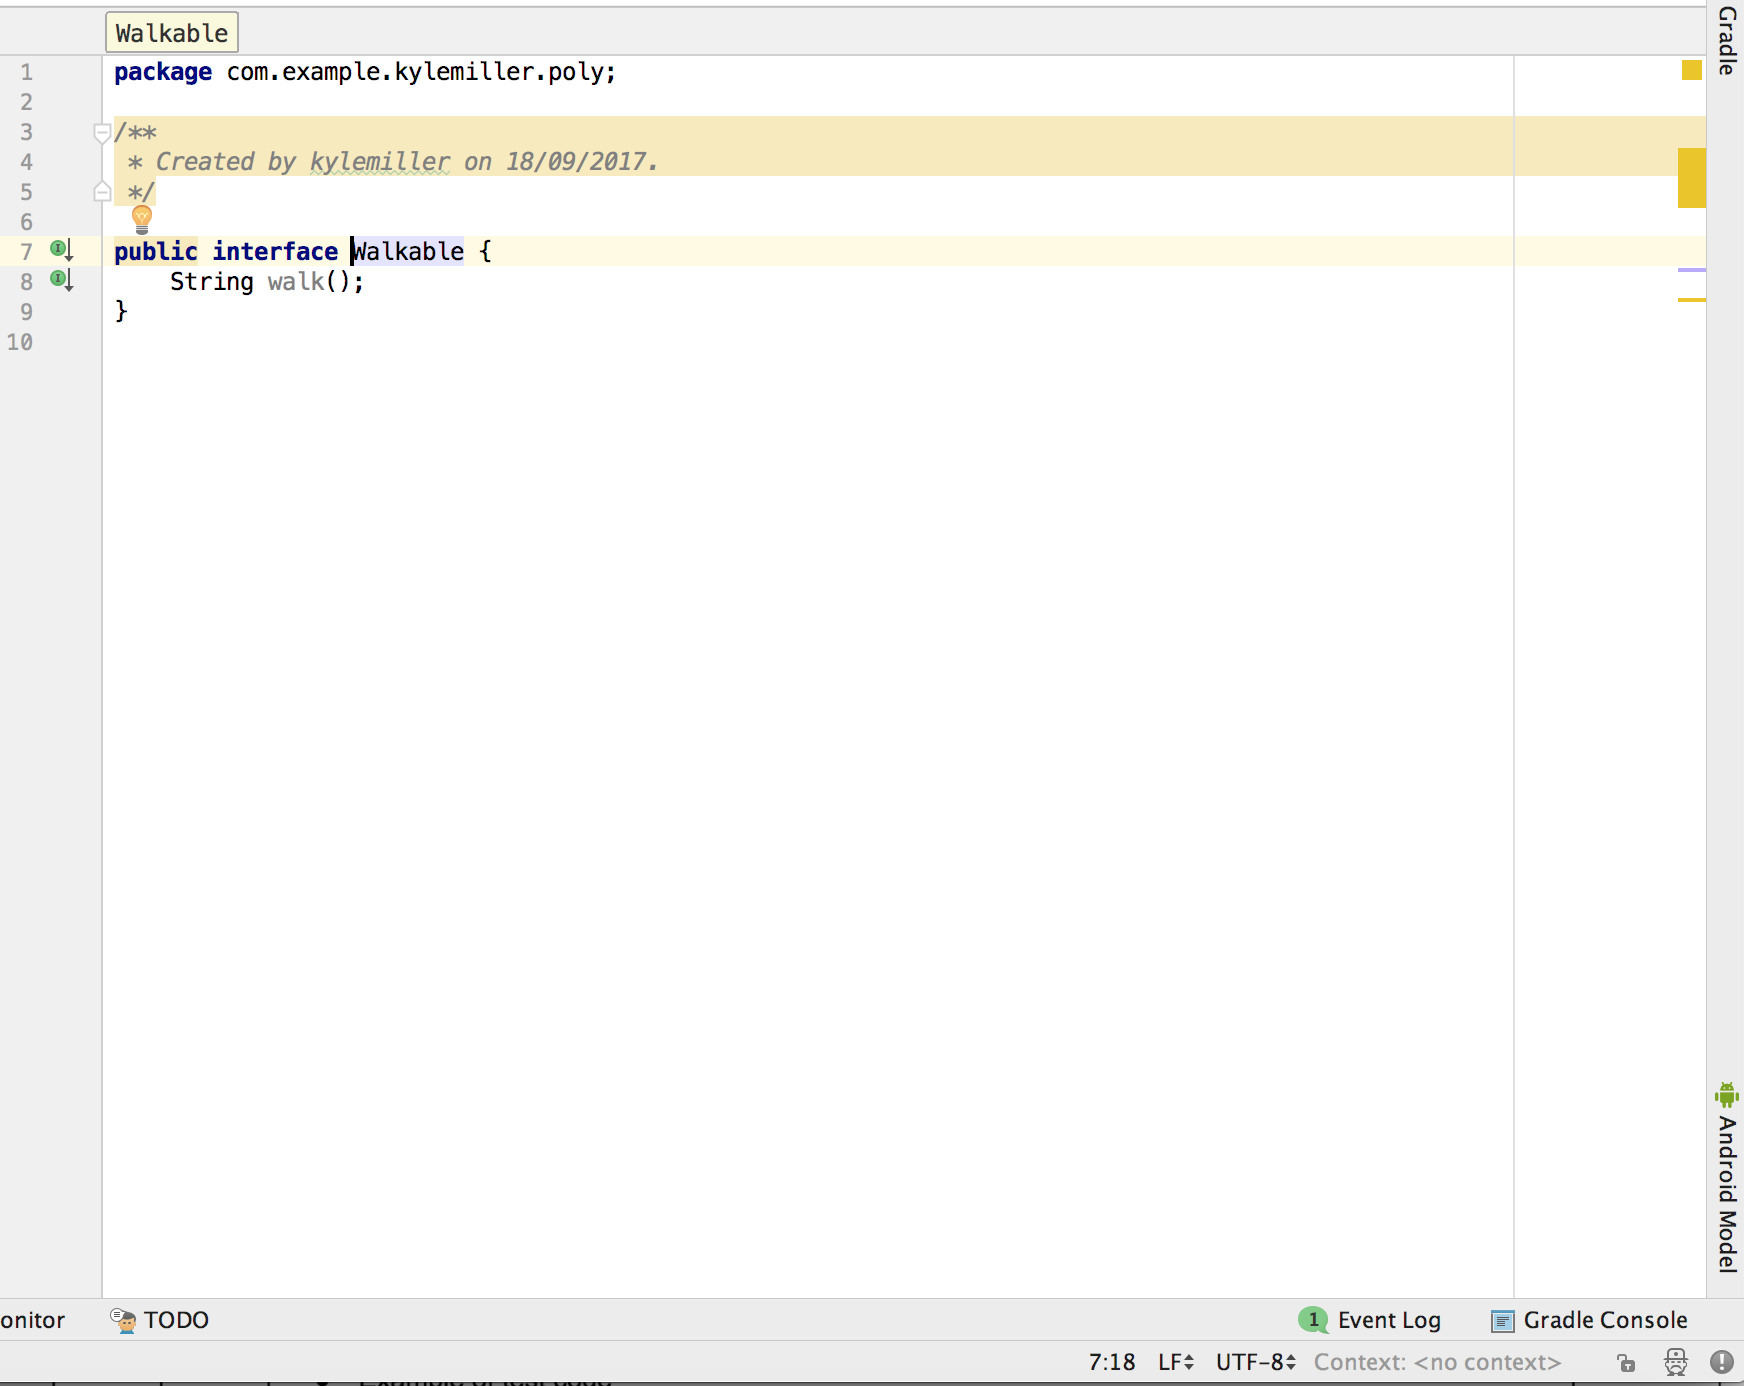 Walkable
Gradle
1 package com.example.kylemiller.poly;
2
3 /**
4 * Created by kylemiller on 18/09/2017.
5 */
6
7 public interface Walkable {
8 String walk();
9 }
10
Android Model
onitor TODO 1 Event Log Gradle Console
7:18 LF UTF-8 Context: <no context>